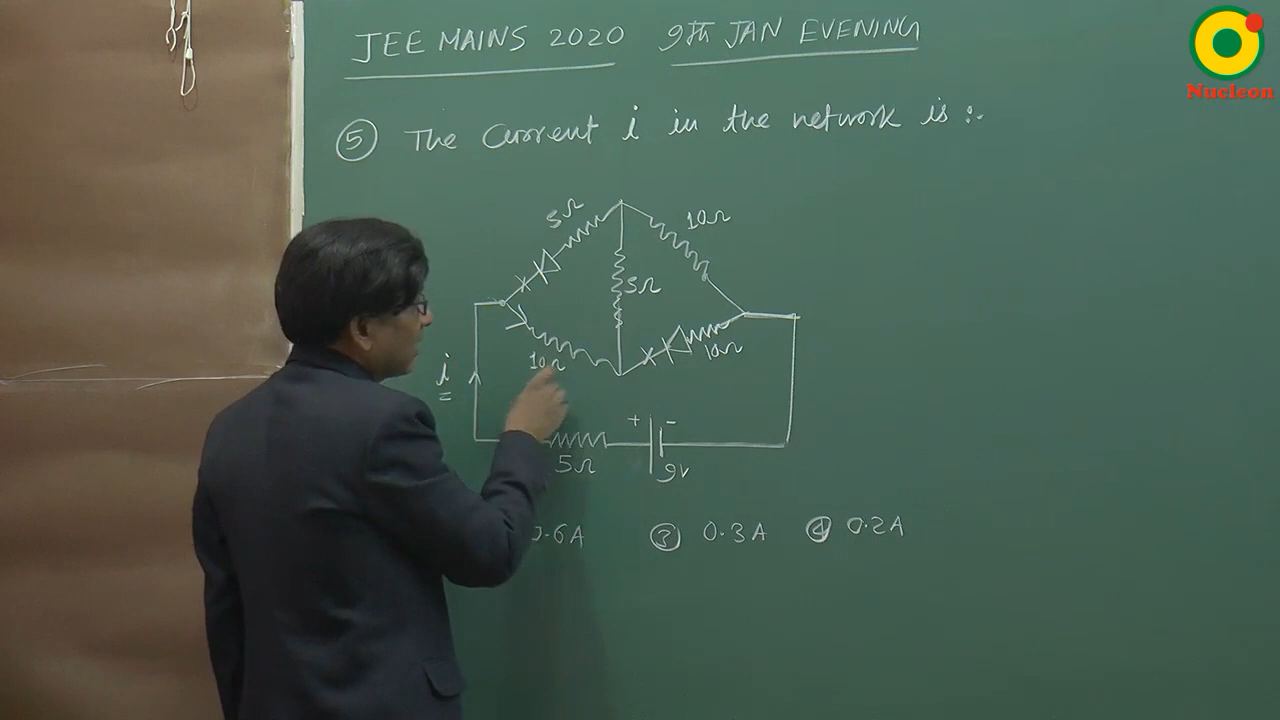 JEE MAINS 2020 9th JAN EVENING
Nucleon
⑤ The Current i in the network is :-
5Ω
10Ω
5Ω
10Ω
10Ω
i
+ -
5Ω
9V
0.6A ③ 0.3A ④ 0.2A